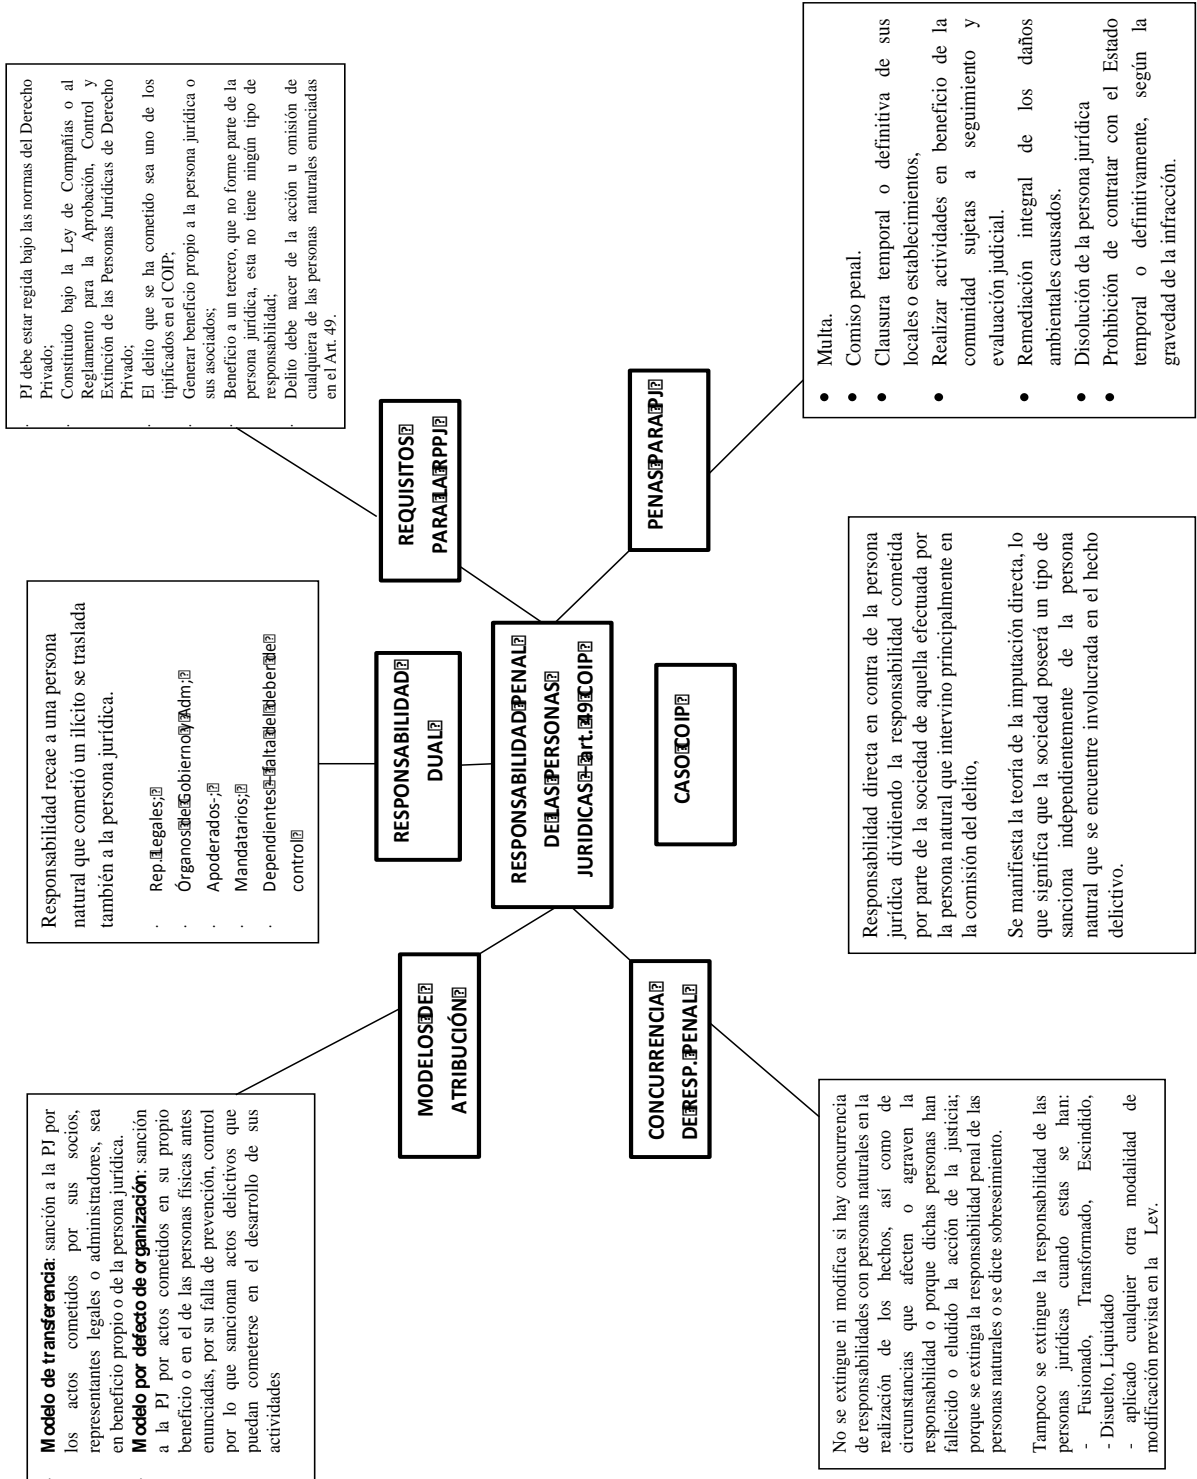 Modelo de transferencia: sanción a la PJ por
los actos cometidos por sus socios,
representantes legales o administradores, sea
en beneficio propio o de la persona jurídica.
Modelo por defecto de organización: sanción
a la PJ por actos cometidos en su propio
beneficio o en el de las personas físicas antes
enunciadas, por su falla de prevención, control
por lo que sancionan actos delictivos que
puedan cometerse en el desarrollo de sus
actividades
Responsabilidad recae a una persona
natural que cometió un ilícito se traslada
también a la persona jurídica.
· Rep. Legales;
· Órganos de Gobierno y Adm;
· Apoderados-;
· Mandatarios;
· Dependientes – falta del deber de
control
· PJ debe estar regida bajo las normas del Derecho
Privado;
· Constituido bajo la Ley de Compañías o al
Reglamento para la Aprobación, Control y
Extinción de las Personas Jurídicas de Derecho
Privado;
· El delito que se ha cometido sea uno de los
tipificados en el COIP;
· Generar beneficio propio a la persona jurídica o
sus asociados;
· Beneficio a un tercero, que no forme parte de la
persona jurídica, esta no tiene ningún tipo de
responsabilidad;
· Delito debe nacer de la acción u omisión de
cualquiera de las personas naturales enunciadas
en el Art. 49.
MODELOS DE
ATRIBUCIÓN
RESPONSABILIDAD
DUAL
REQUISITOS
PARA LA RPPJ
RESPONSABILIDAD PENAL
DE LAS PERSONAS
JURIDICAS – art. 49 COIP
CONCURRENCIA
DE RESP. PENAL
CASO COIP
PENAS PARA PJ
No se extingue ni modifica si hay concurrencia
de responsabilidades con personas naturales en la
realización de los hechos, así como de
circunstancias que afecten o agraven la
responsabilidad o porque dichas personas han
fallecido o eludido la acción de la justicia;
porque se extinga la responsabilidad penal de las
personas naturales o se dicte sobreseimiento.
Tampoco se extingue la responsabilidad de las
personas jurídicas cuando estas se han:
- Fusionado, Transformado, Escindido,
- Disuelto, Liquidado
- aplicado cualquier otra modalidad de
modificación prevista en la Ley.
Responsabilidad directa en contra de la persona
jurídica dividiendo la responsabilidad cometida
por parte de la sociedad de aquella efectuada por
la persona natural que intervino principalmente en
la comisión del delito,
Se manifiesta la teoría de la imputación directa, lo
que significa que la sociedad poseerá un tipo de
sanciona independientemente de la persona
natural que se encuentre involucrada en el hecho
delictivo.
• Multa.
• Comiso penal.
• Clausura temporal o definitiva de sus
locales o establecimientos,
• Realizar actividades en beneficio de la
comunidad sujetas a seguimiento y
evaluación judicial.
• Remediación integral de los daños
ambientales causados.
• Disolución de la persona jurídica
• Prohibición de contratar con el Estado
temporal o definitivamente, según la
gravedad de la infracción.